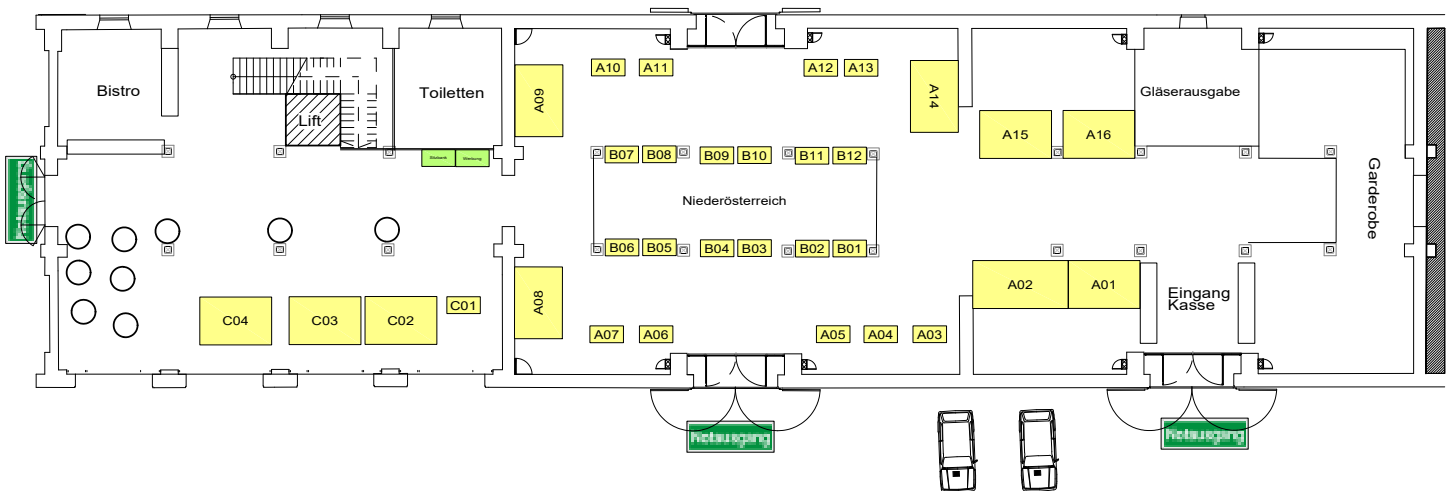 Bistro
Lift
Toiletten
A09
A10
A11
A12
A13
A14
A15
A16
Gläserausgabe
Garderobe
B07
B08
B09
B10
B11
B12
Niederösterreich
B06
B05
B04
B03
B02
B01
A08
A02
A01
Eingang
Kasse
C04
C03
C02
C01
A07
A06
A05
A04
A03
Notausgang
Notausgang